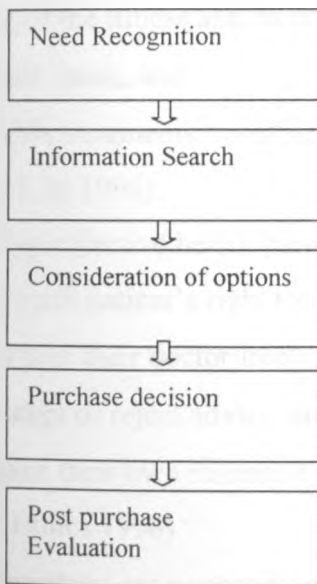 Need Recognition
Information Search
Consideration of options
Purchase decision
Post purchase
Evaluation